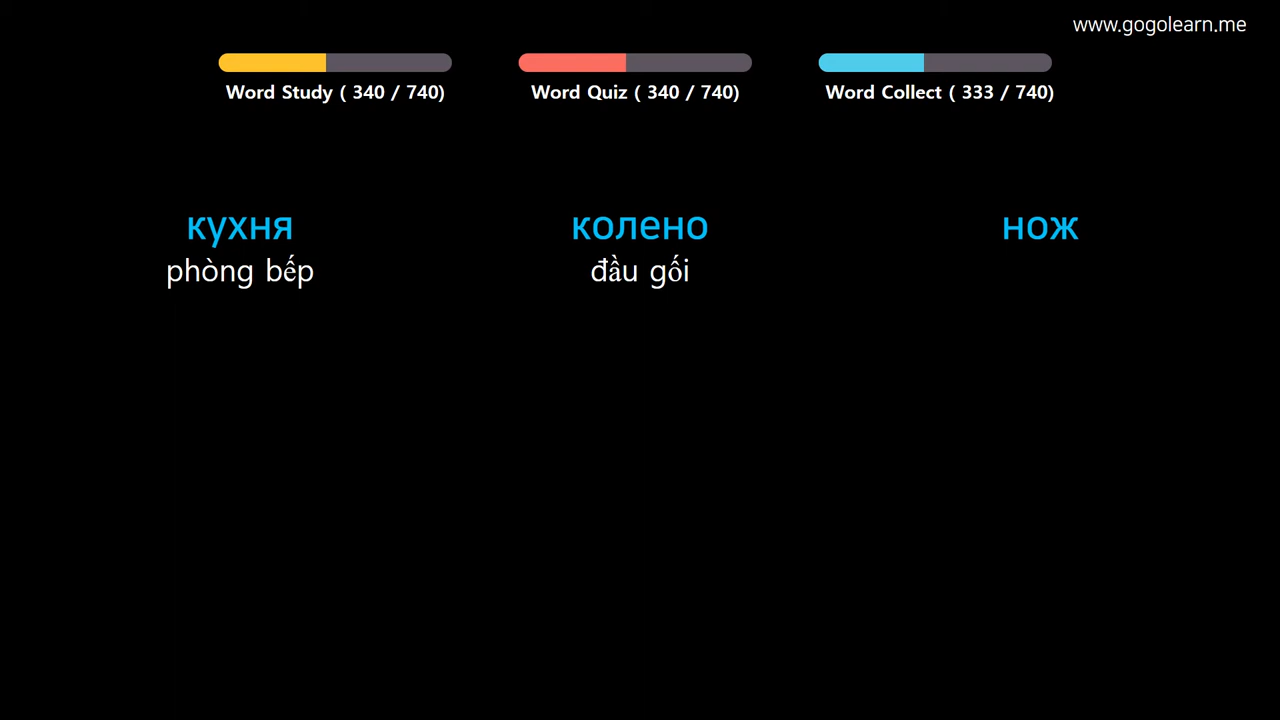 www.gogolearn.me
Word Study ( 340 / 740)
Word Quiz ( 340 / 740)
Word Collect ( 333 / 740)
кухня
phòng bếp
колено
đầu gối
нож